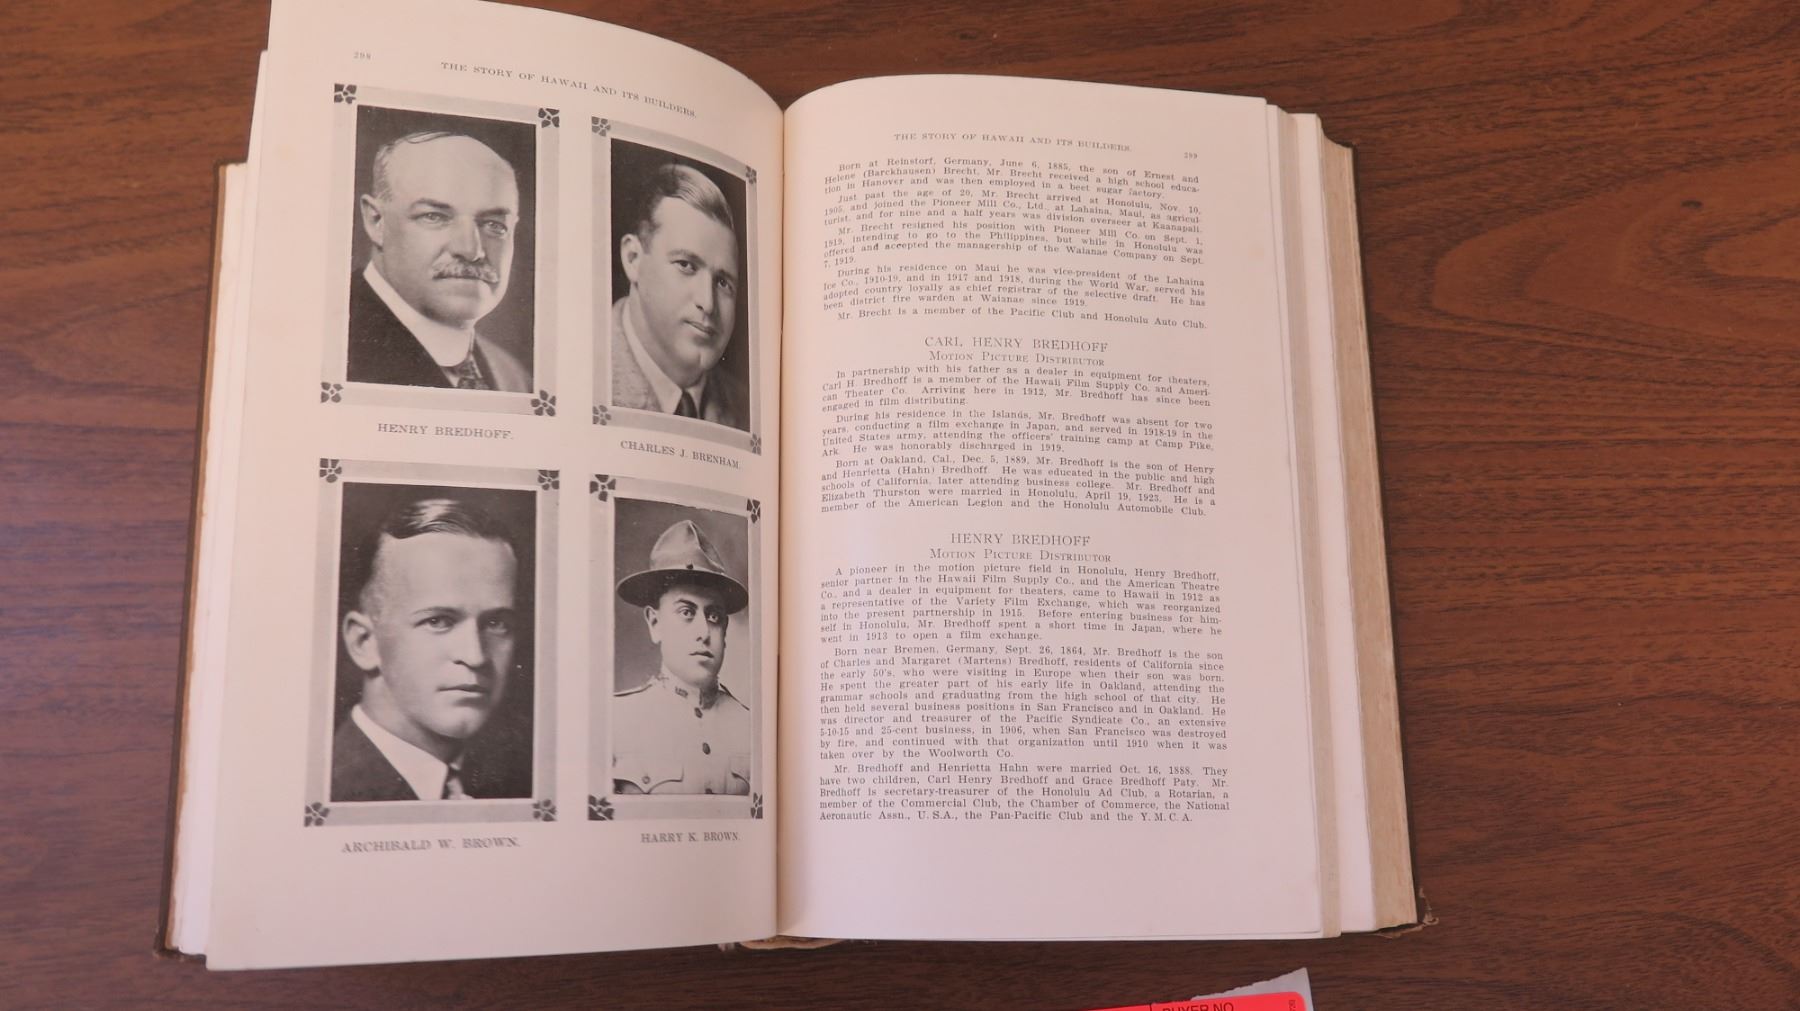 298
THE STORY OF HAWAII AND ITS BUILDERS.
HENRY BREDHOFF.
CHARLES J. BRENHAM.
ARCHIBALD W. BROWN.
HARRY K. BROWN.
THE STORY OF HAWAII AND ITS BUILDERS.
299
Born at Reinstorf, Germany, June 6, 1885, the son of Ernest and
Helene (Barckhausen) Brecht, Mr. Brecht received a high school educa-
tion in Hanover and was then employed in a beet sugar factory.
Just past the age of 20, Mr. Brecht arrived at Honolulu, Nov. 10,
1905, and joined the Pioneer Mill Co., Ltd., at Lahaina, Maui, as agricul-
turist, and for nine and a half years was division overseer at Kaanapali.
Mr. Brecht resigned his position with Pioneer Mill Co. on Sept. 1,
1919, intending to go to the Philippines, but while in Honolulu was
offered and accepted the managership of the Waianae Company on Sept.
7, 1919.
During his residence on Maui he was vice-president of the Lahaina
Ice Co., 1910-19, and in 1917 and 1918, during the World War, served his
adopted country loyally as chief registrar of the selective draft. He has
been district fire warden at Waianae since 1919.
Mr. Brecht is a member of the Pacific Club and Honolulu Auto Club.
CARL HENRY BREDHOFF
MOTION PICTURE DISTRIBUTOR
In partnership with his father as a dealer in equipment for theaters,
Carl H. Bredhoff is a member of the Hawaii Film Supply Co. and Ameri-
can Theater Co. Arriving here in 1912, Mr. Bredhoff has since been
engaged in film distributing.
During his residence in the Islands, Mr. Bredhoff was absent for two
years, conducting a film exchange in Japan, and served in 1918-19 in the
United States army, attending the officers' training camp at Camp Pike,
Ark. He was honorably discharged in 1919.
Born at Oakland, Cal., Dec. 5, 1889, Mr. Bredhoff is the son of Henry
and Henrietta (Hahn) Bredhoff. He was educated in the public and high
schools of California, later attending business college. Mr. Bredhoff and
Elizabeth Thurston were married in Honolulu, April 19, 1923. He is a
member of the American Legion and the Honolulu Automobile Club.
HENRY BREDHOFF
MOTION PICTURE DISTRIBUTOR
A pioneer in the motion picture field in Honolulu, Henry Bredhoff,
senior partner in the Hawaii Film Supply Co., and the American Theatre
Co., and a dealer in equipment for theaters, came to Hawaii in 1912 as
a representative of the Variety Film Exchange, which was reorganized
into the present partnership in 1915. Before entering business for him-
self in Honolulu, Mr. Bredhoff spent a short time in Japan, where he
went in 1913 to open a film exchange.
Born near Bremen, Germany, Sept. 26, 1864, Mr. Bredhoff is the son
of Charles and Margaret (Martens) Bredhoff, residents of California since
the early 50's, who were visiting in Europe when their son was born.
He spent the greater part of his early life in Oakland, attending the
grammar schools and graduating from the high school of that city. He
then held several business positions in San Francisco and in Oakland. He
was director and treasurer of the Pacific Syndicate Co., an extensive
5-10-15 and 25-cent business, in 1906, when San Francisco was destroyed
by fire, and continued with that organization until 1910 when it was
taken over by the Woolworth Co.
Mr. Bredhoff and Henrietta Hahn were married Oct. 16, 1888. They
have two children, Carl Henry Bredhoff and Grace Bredhoff Paty. Mr.
Bredhoff is secretary-treasurer of the Honolulu Ad Club, a Rotarian, a
member of the Commercial Club, the Chamber of Commerce, the National
Aeronautic Assn., U. S. A., the Pan-Pacific Club and the Y. M. C. A.
BUYER NO.